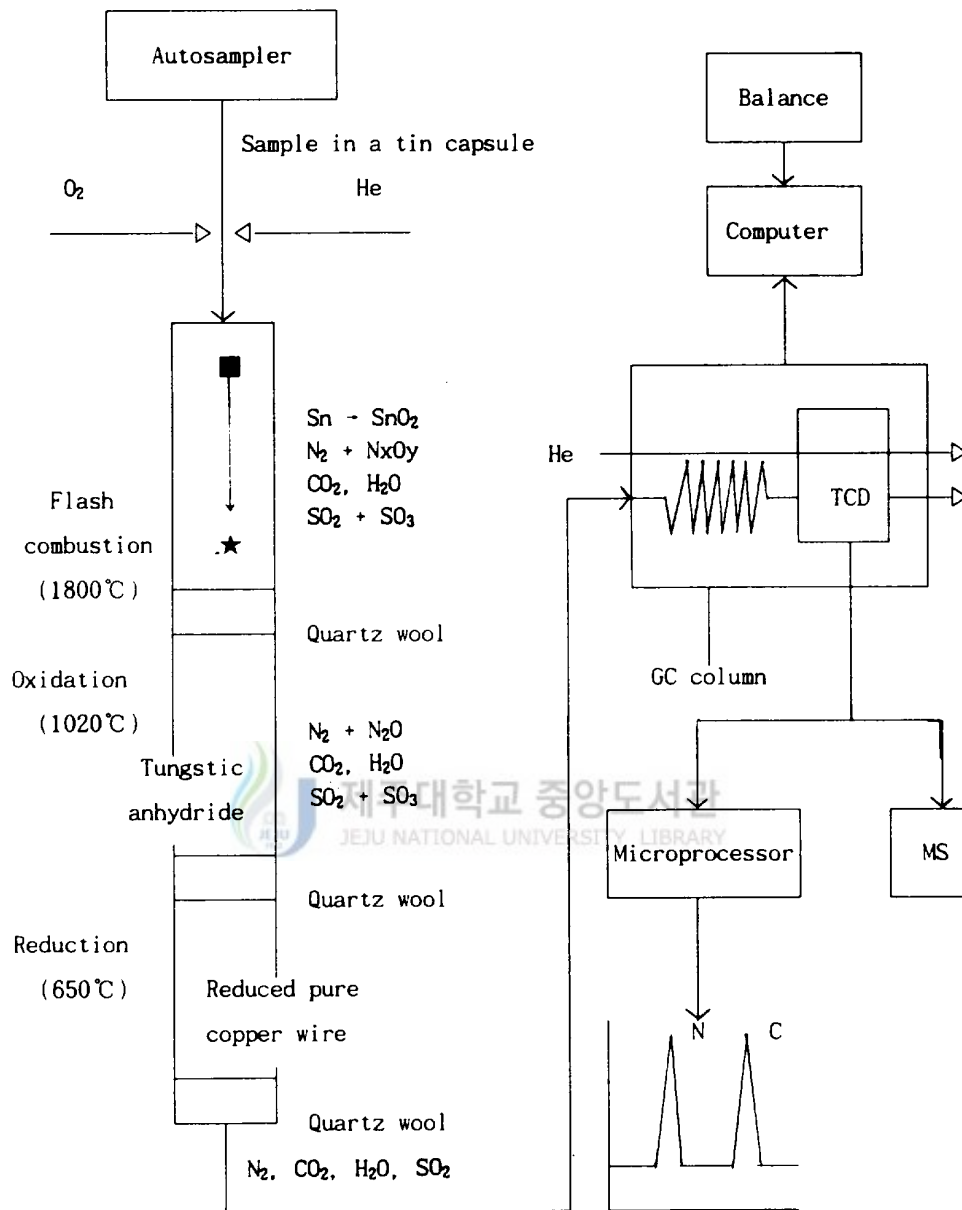 Autosampler
Sample in a tin capsule
O₂
He
Sn - SnO₂
N₂ + NxOy
CO₂, H₂O
SO₂ + SO₃
Flash
combustion
(1800℃)
Quartz wool
Oxidation
(1020℃)
N₂ + N₂O
CO₂, H₂O
SO₂ + SO₃
Tungstic
anhydride
Quartz wool
Reduction
(650℃)
Reduced pure
copper wire
Quartz wool
N₂, CO₂, H₂O, SO₂
Balance
Computer
He
TCD
GC column
Microprocessor
MS
N
C
제주대학교 중앙도서관
JEJU NATIONAL UNIVERSITY LIBRARY
JEJU